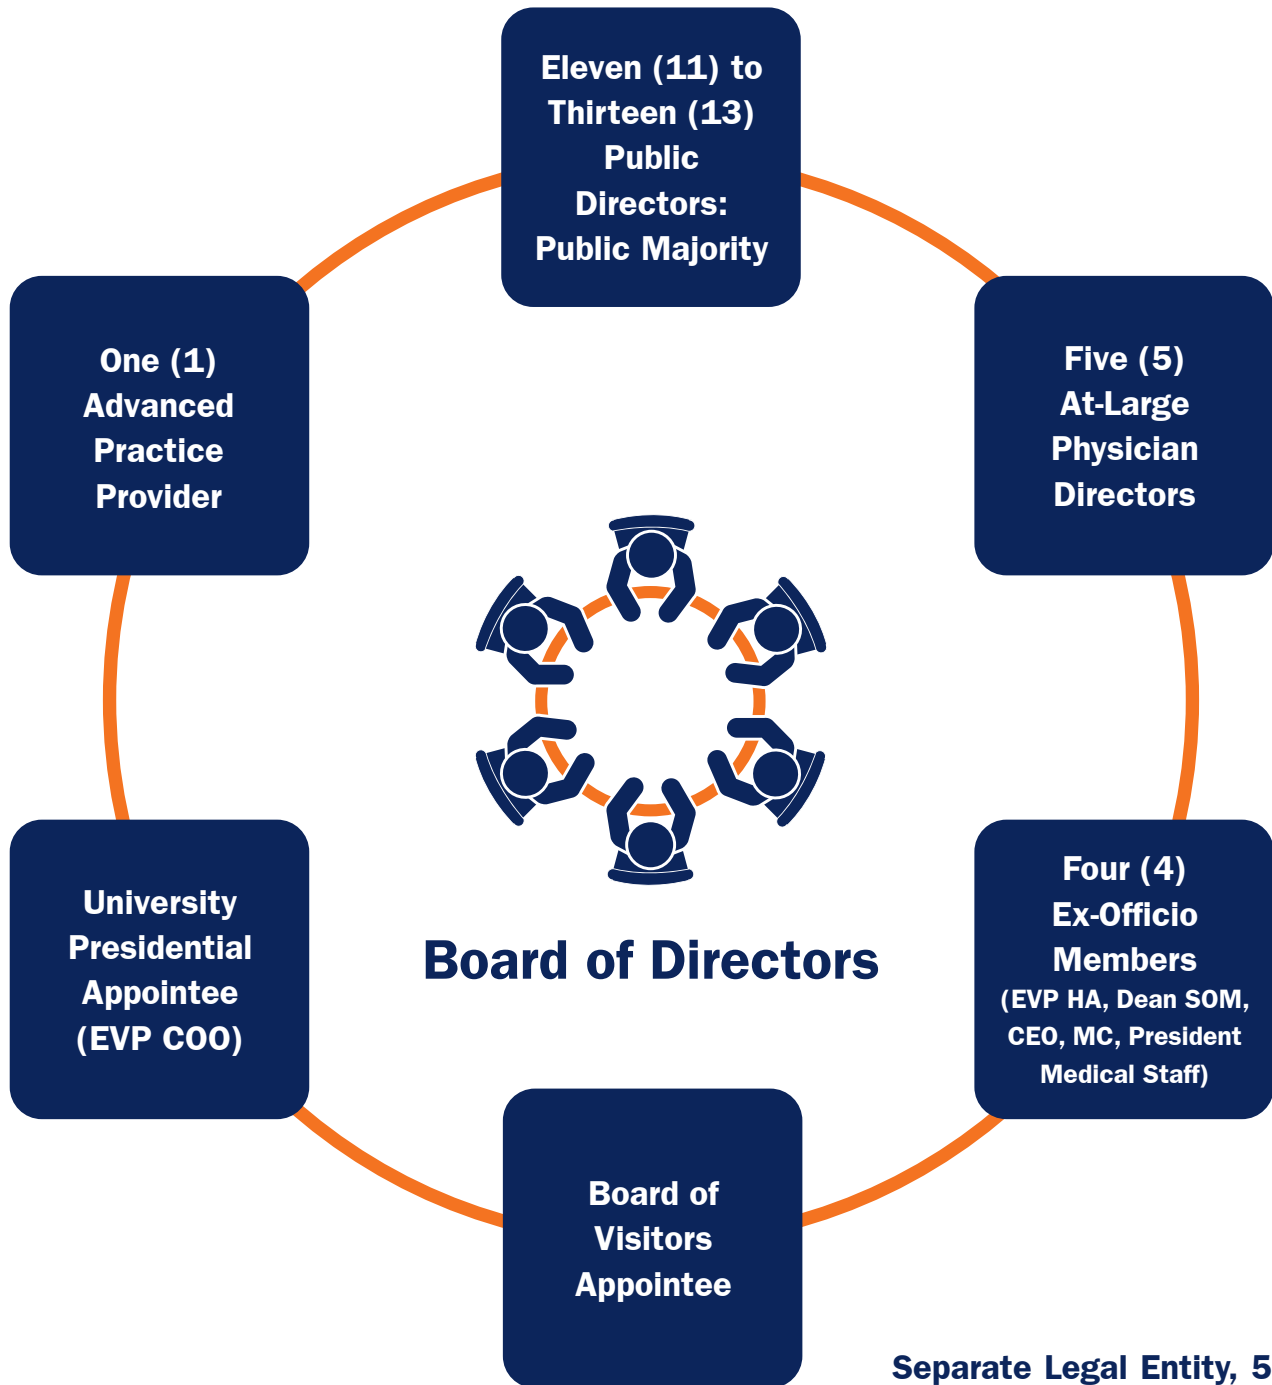 Eleven (11) to
Thirteen (13)
Public
Directors:
Public Majority
Five (5)
At-Large
Physician
Directors
Four (4)
Ex-Officio
Members
(EVP HA, Dean SOM,
CEO, MC, President
Medical Staff)
Board of
Visitors
Appointee
University
Presidential
Appointee
(EVP COO)
One (1)
Advanced
Practice
Provider
Board of Directors
Separate Legal Entity, 5